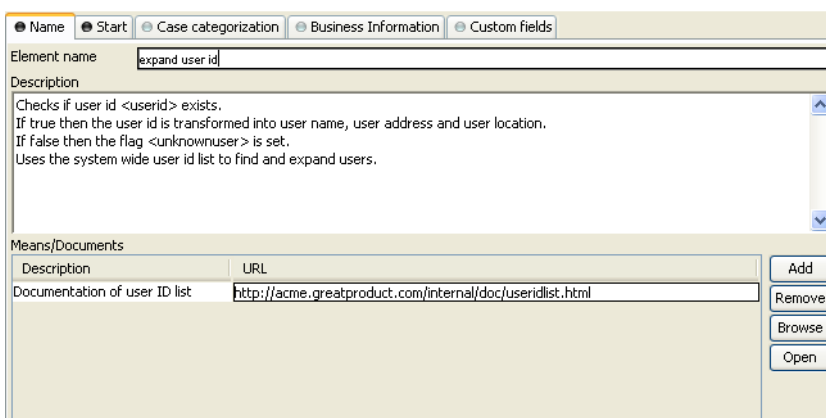 Name Start Case categorization Business Information Custom fields
Element name expand user id
Description
Checks if user id <userid> exists.
If true then the user id is transformed into user name, user address and user location.
If false then the flag <unknownuser> is set.
Uses the system wide user id list to find and expand users.
Means/Documents
Description URL Add
Documentation of user ID list http://acme.greatproduct.com/internal/doc/useridlist.html
Remove
Browse
Open